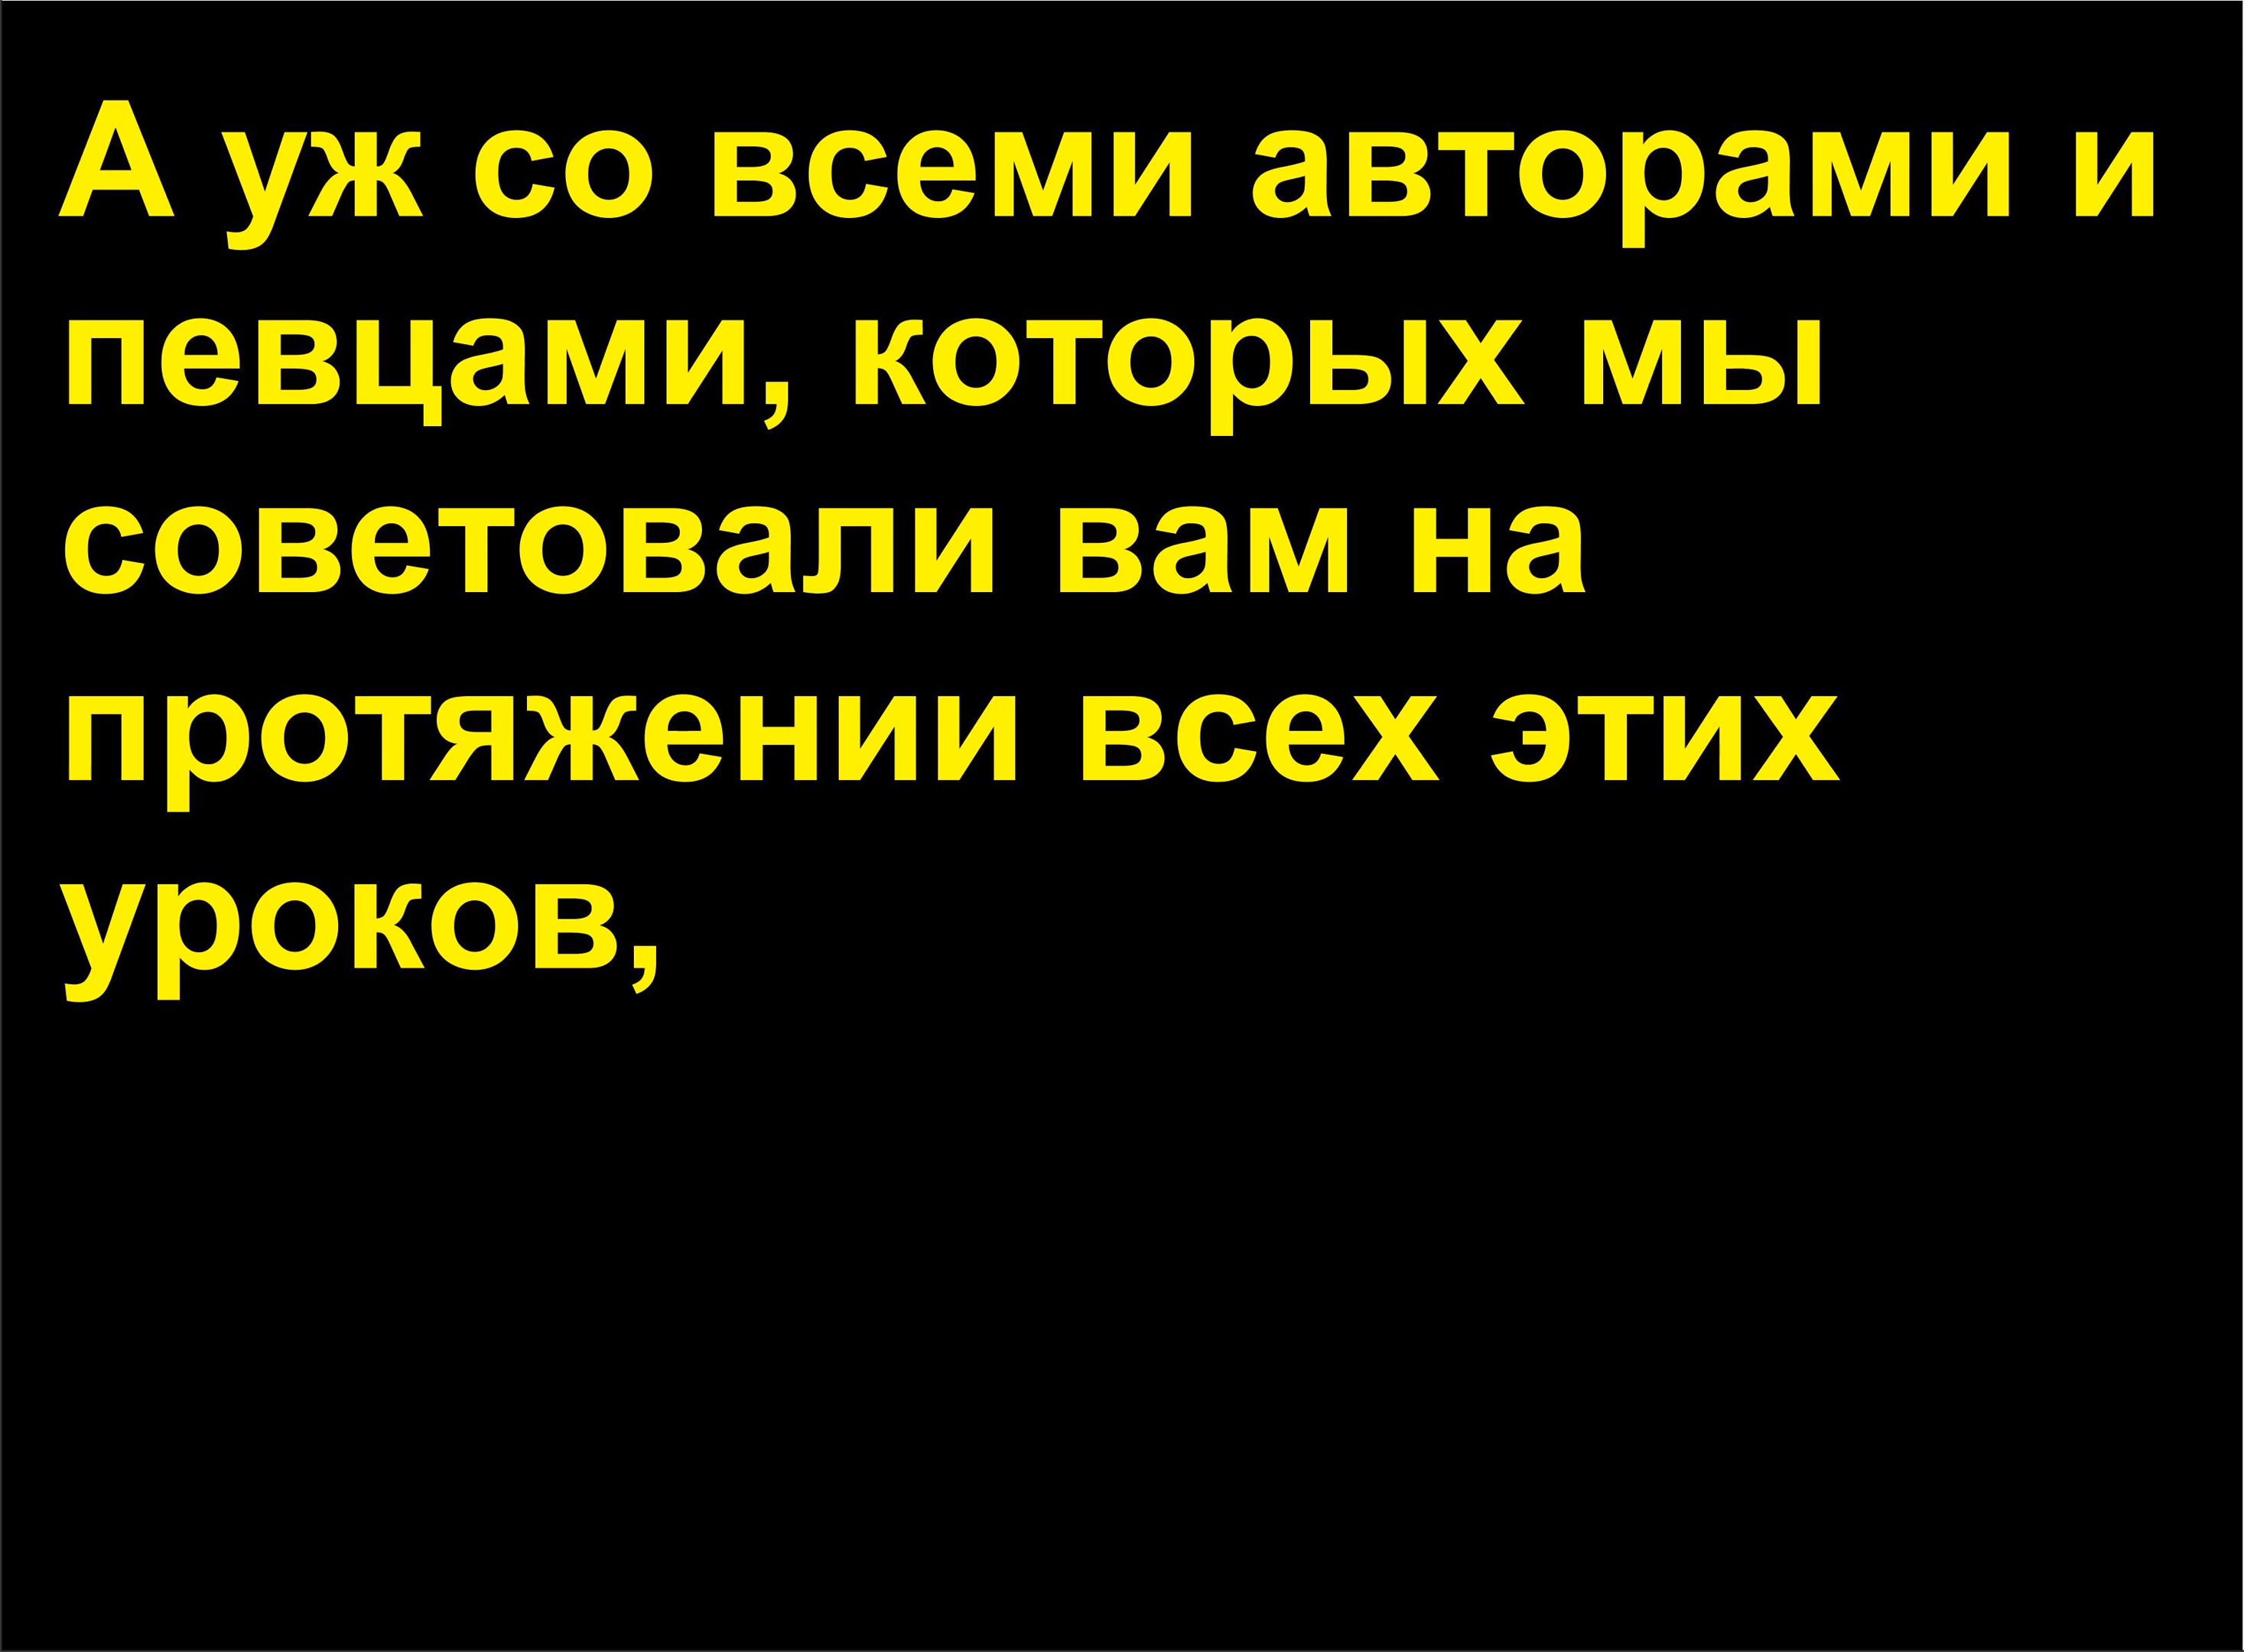 А уж со всеми авторами и
певцами, которых мы
советовали вам на
протяжении всех этих
уроков,